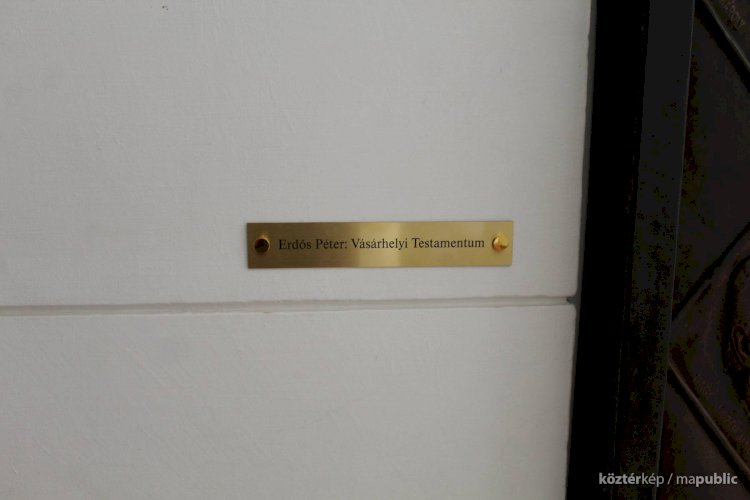 Erdős Péter: Vásárhelyi Testamentum
köztérkép / mapublic